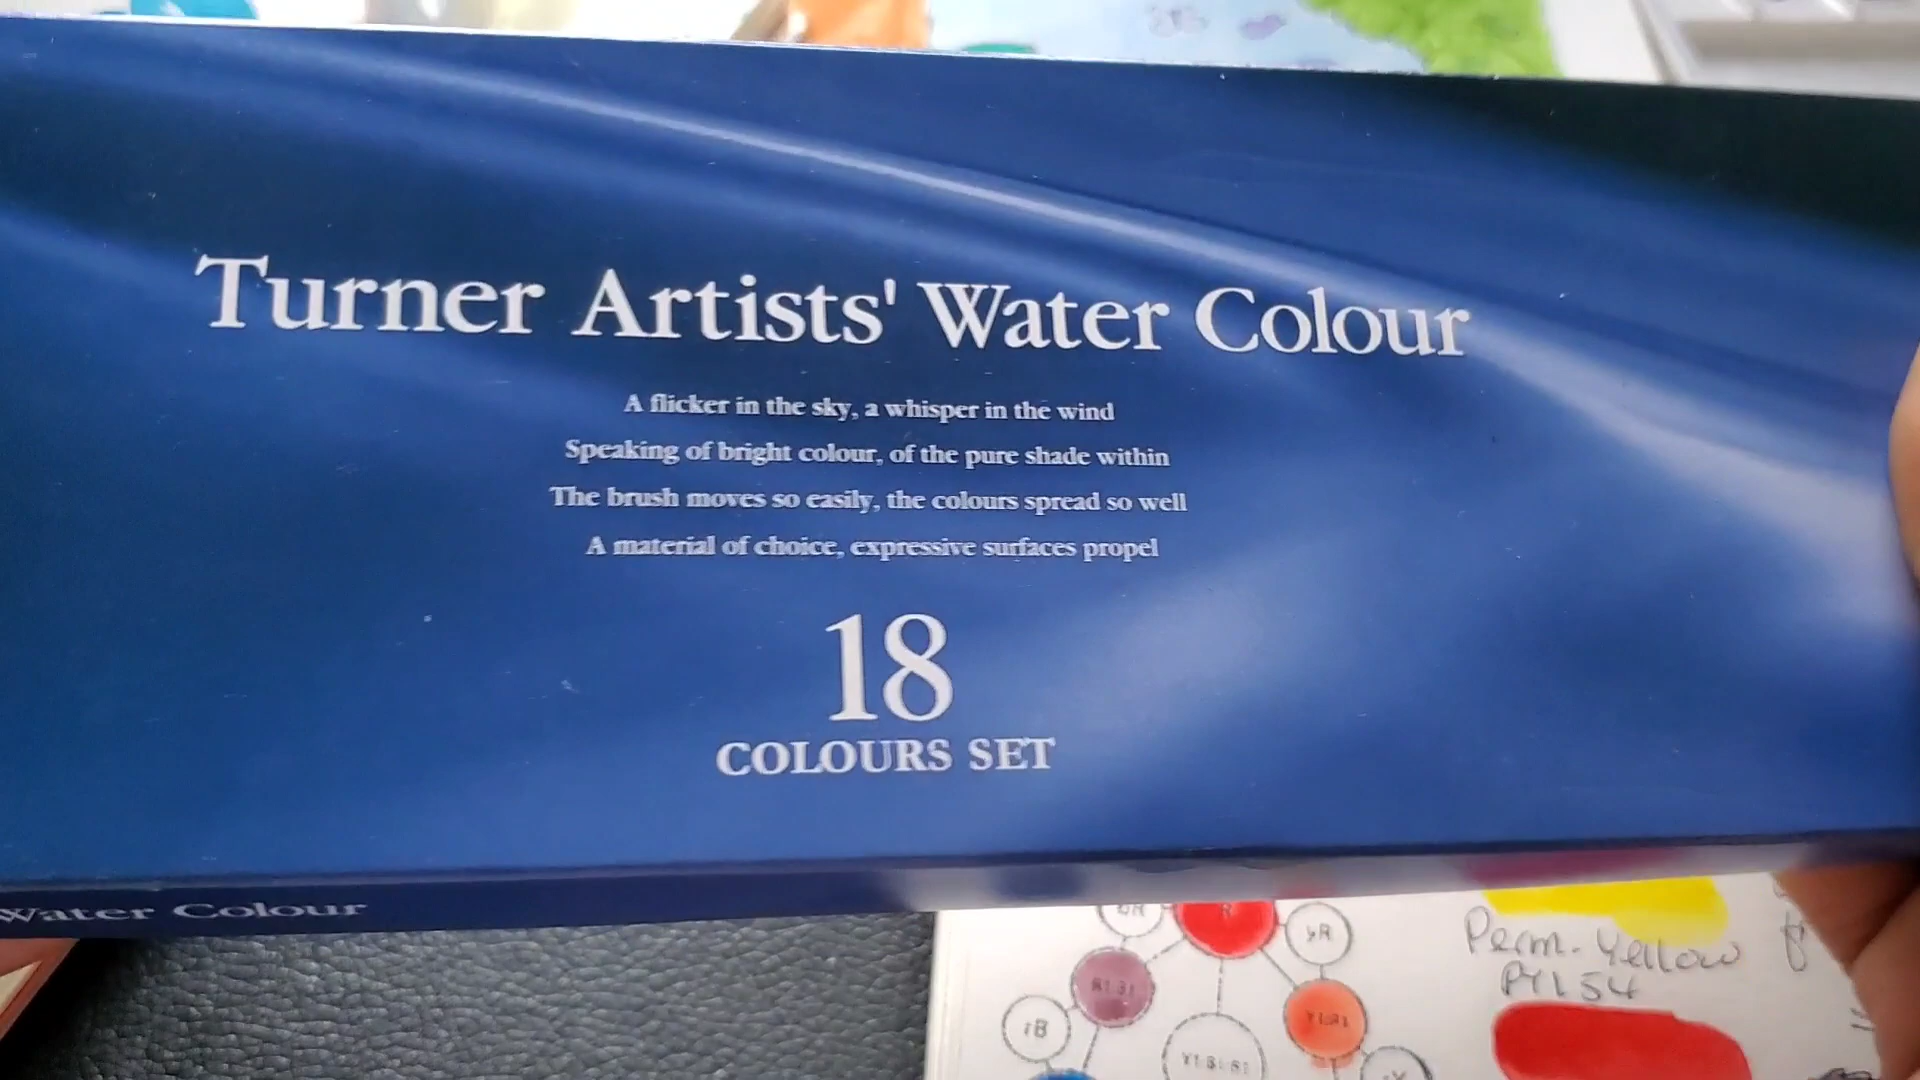 Turner Artists' Water Colour
A flicker in the sky, a whisper in the wind
Speaking of bright colour, of the pure shade within
The brush moves so easily, the colours spread so well
A material of choice, expressive surfaces propel
18
COLOURS SET
Water Colour
R
yR
Perm. Yellow
PY154
rB